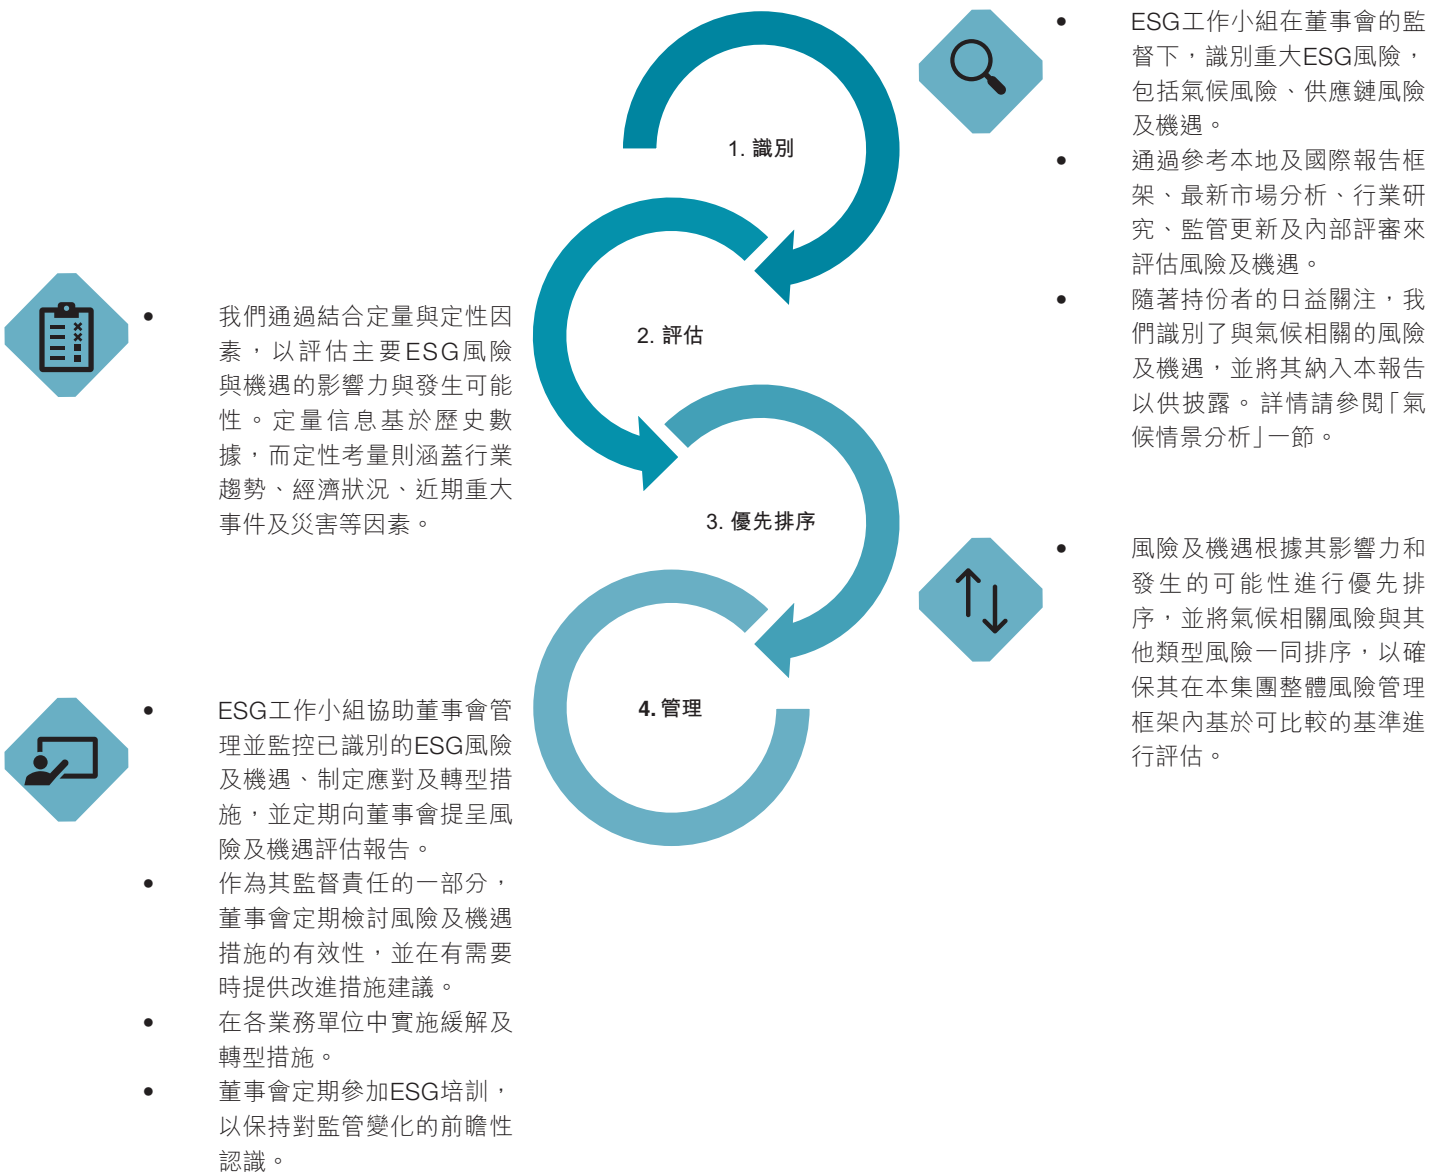 1. 識別
• ESG工作小組在董事會的監
督下，識別重大ESG風險，
包括氣候風險、供應鏈風險
及機遇。
• 通過參考本地及國際報告框
架、最新市場分析、行業研
究、監管更新及內部評審來
評估風險及機遇。
• 隨著持份者的日益關注，我
們識別了與氣候相關的風險
及機遇，並將其納入本報告
以供披露。詳情請參閱「氣
候情景分析」一節。
2. 評估
• 我們通過結合定量與定性因
素，以評估主要ESG風險
與機遇的影響力與發生可能
性。定量信息基於歷史數
據，而定性考量則涵蓋行業
趨勢、經濟狀況、近期重大
事件及災害等因素。
3. 優先排序
• 風險及機遇根據其影響力和
發生的可能性進行優先排
序，並將氣候相關風險與其
他類型風險一同排序，以確
保其在本集團整體風險管理
框架內基於可比較的基準進
行評估。
4. 管理
• ESG工作小組協助董事會管
理並監控已識別的ESG風險
及機遇、制定應對及轉型措
施，並定期向董事會提呈風
險及機遇評估報告。
• 作為其監督責任的一部分，
董事會定期檢討風險及機遇
措施的有效性，並在有需要
時提供改進措施建議。
• 在各業務單位中實施緩解及
轉型措施。
• 董事會定期參加ESG培訓，
以保持對監管變化的前瞻性
認識。